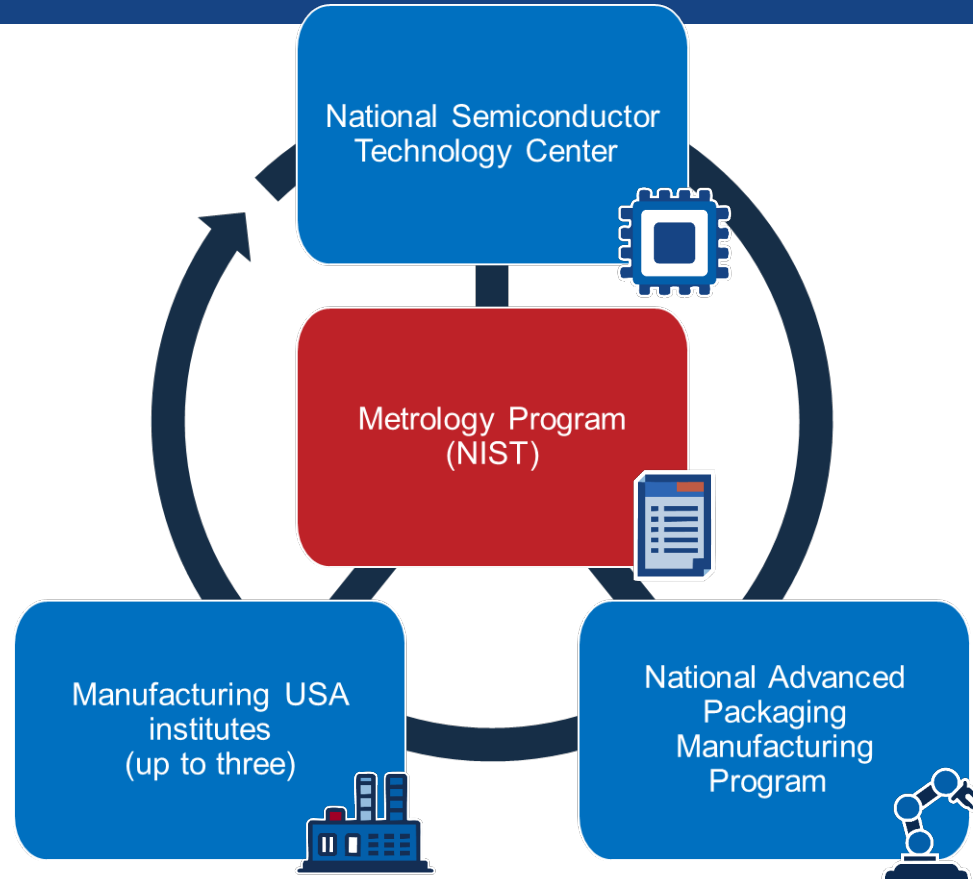 National Semiconductor
Technology Center
Metrology Program
(NIST)
Manufacturing USA
institutes
(up to three)
National Advanced
Packaging
Manufacturing
Program